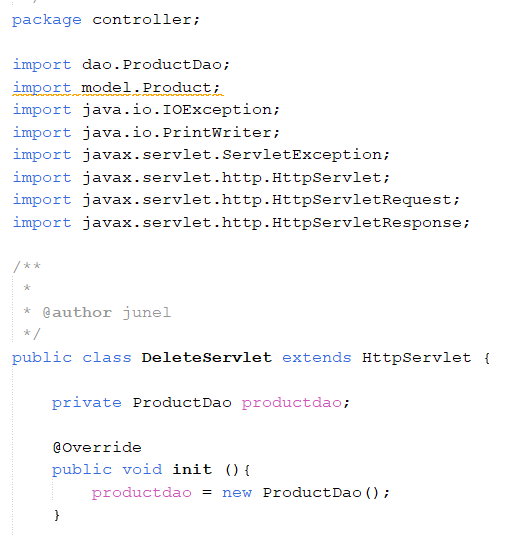 package controller;
import dao.ProductDao;
import model.Product;
import java.io.IOException;
import java.io.PrintWriter;
import javax.servlet.ServletException;
import javax.servlet.http.HttpServlet;
import javax.servlet.http.HttpServletRequest;
import javax.servlet.http.HttpServletResponse;
/**
 *
 * @author junel
 */
public class DeleteServlet extends HttpServlet {
    private ProductDao productdao;
    @Override
    public void init (){
        productdao = new ProductDao();
    }